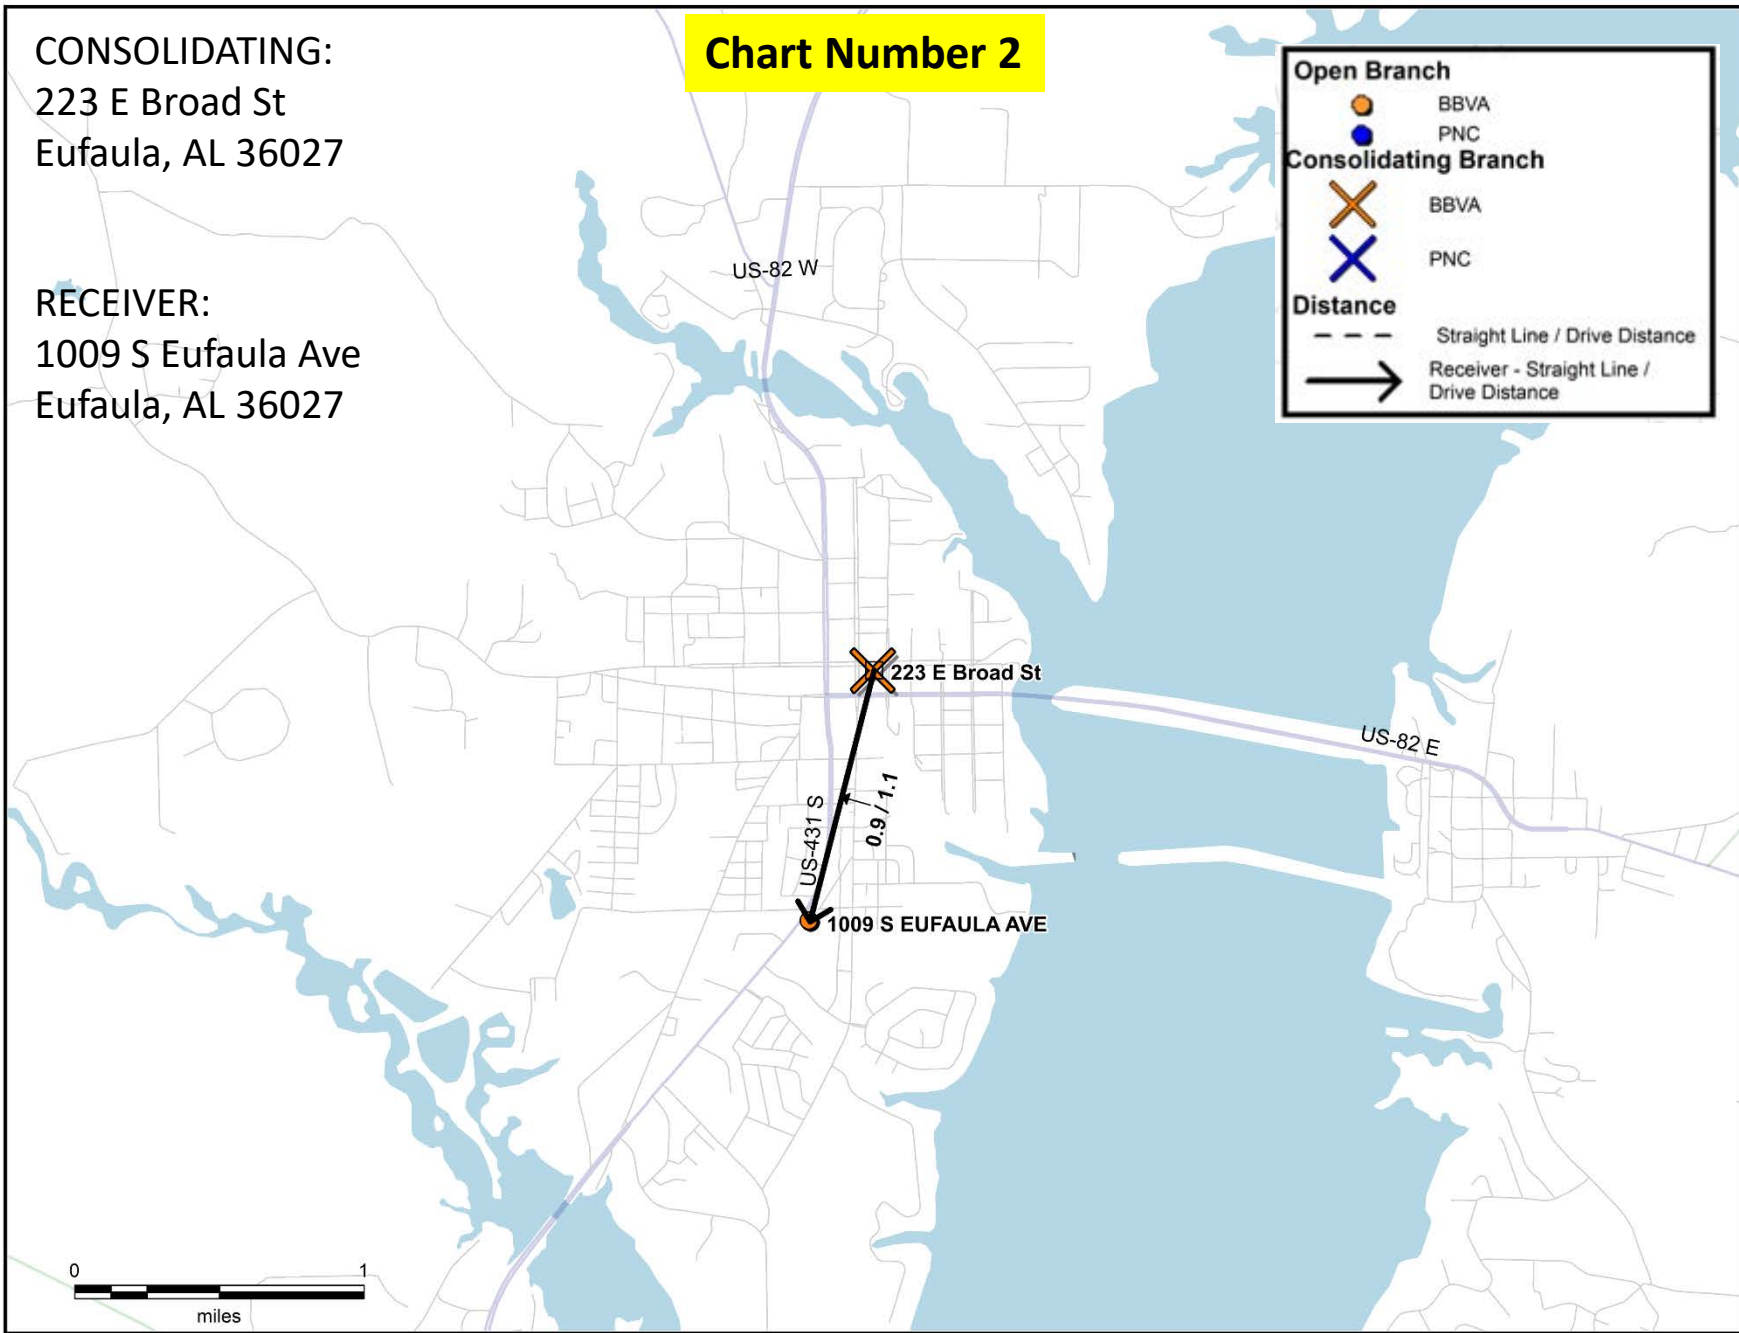 CONSOLIDATING:
223 E Broad St
Eufaula, AL 36027
RECEIVER:
1009 S Eufaula Ave
Eufaula, AL 36027
Chart Number 2
Open Branch
BBVA
PNC
Consolidating Branch
BBVA
PNC
Distance
Straight Line / Drive Distance
Receiver - Straight Line /
Drive Distance
US-82 W
223 E Broad St
US-82 E
0.9 / 1.1
US-431 S
1009 S EUFAULA AVE
0 1
miles